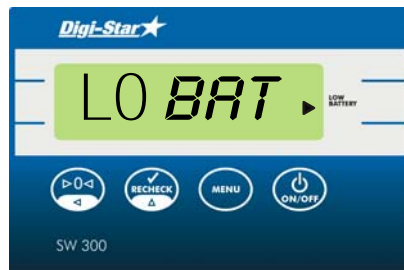 Digi-Star
LO BAT
LOW
BATTERY
▷0◁
RECHECK
MENU
ON/OFF
SW 300